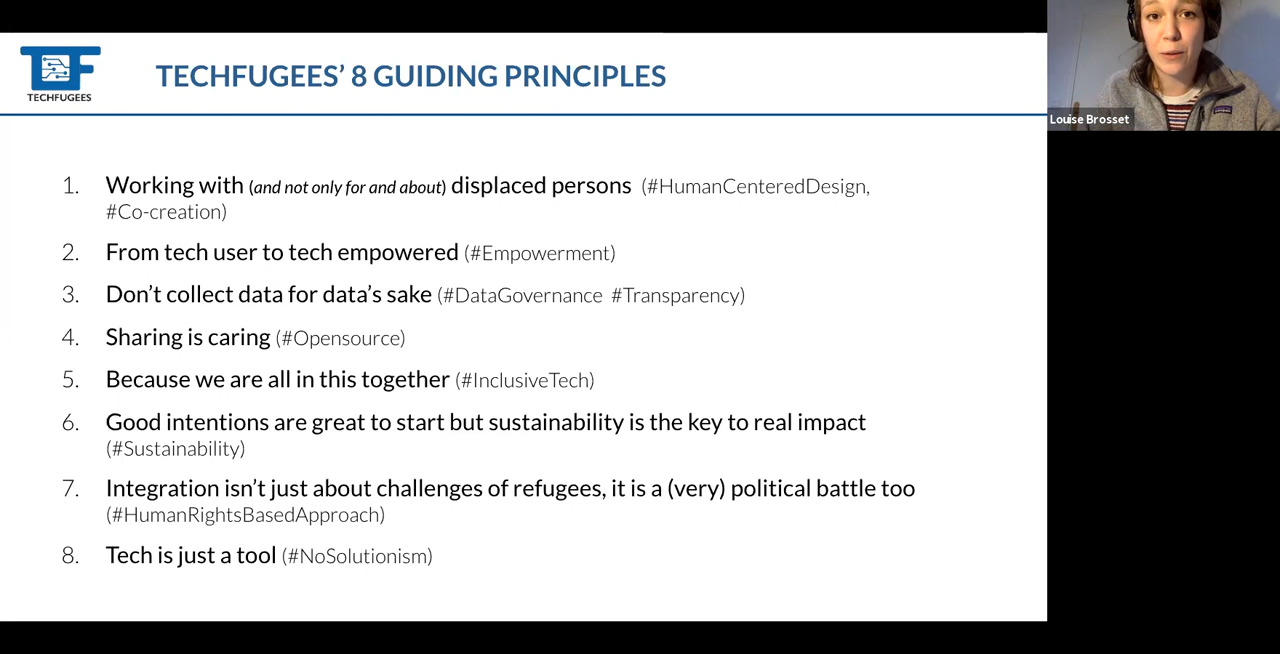 TF
TECHFUGEES
TECHFUGEES’ 8 GUIDING PRINCIPLES
Louise Brosset
1. Working with (and not only for and about) displaced persons (#HumanCenteredDesign,
#Co-creation)
2. From tech user to tech empowered (#Empowerment)
3. Don’t collect data for data’s sake (#DataGovernance #Transparency)
4. Sharing is caring (#Opensource)
5. Because we are all in this together (#InclusiveTech)
6. Good intentions are great to start but sustainability is the key to real impact
(#Sustainability)
7. Integration isn’t just about challenges of refugees, it is a (very) political battle too
(#HumanRightsBasedApproach)
8. Tech is just a tool (#NoSolutionism)